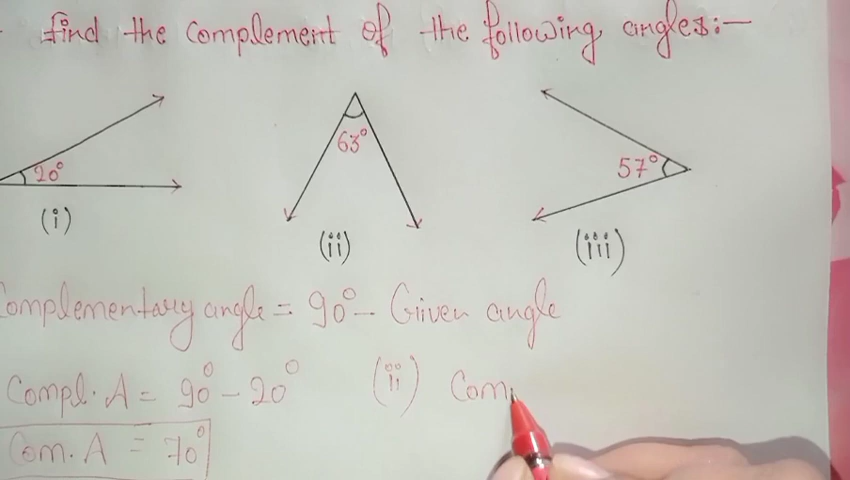 find the complement of the following angles:-
20° 63° 57°
(i) (ii) (iii)
Complementary angle = 90° - Given angle
Compl. A = 90° - 20° (ii) Com
Com. A = 70°